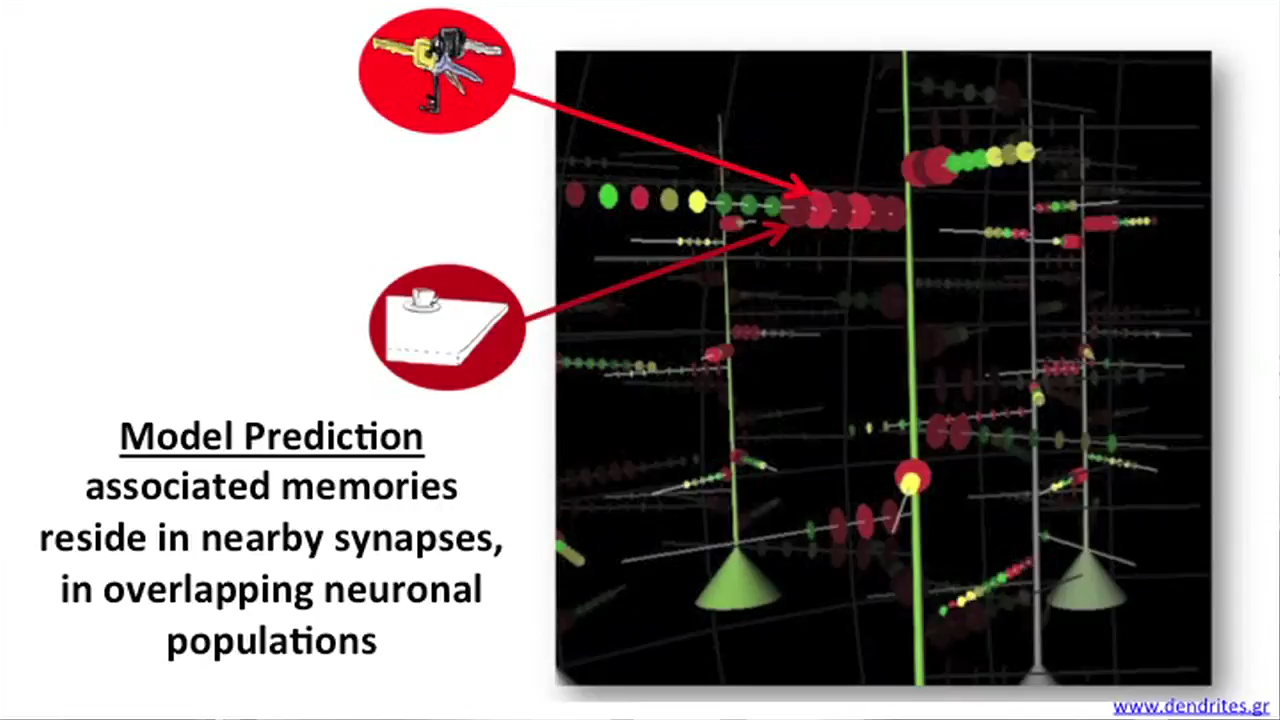 Model Prediction
associated memories
reside in nearby synapses,
in overlapping neuronal
populations
www.dendrites.gr